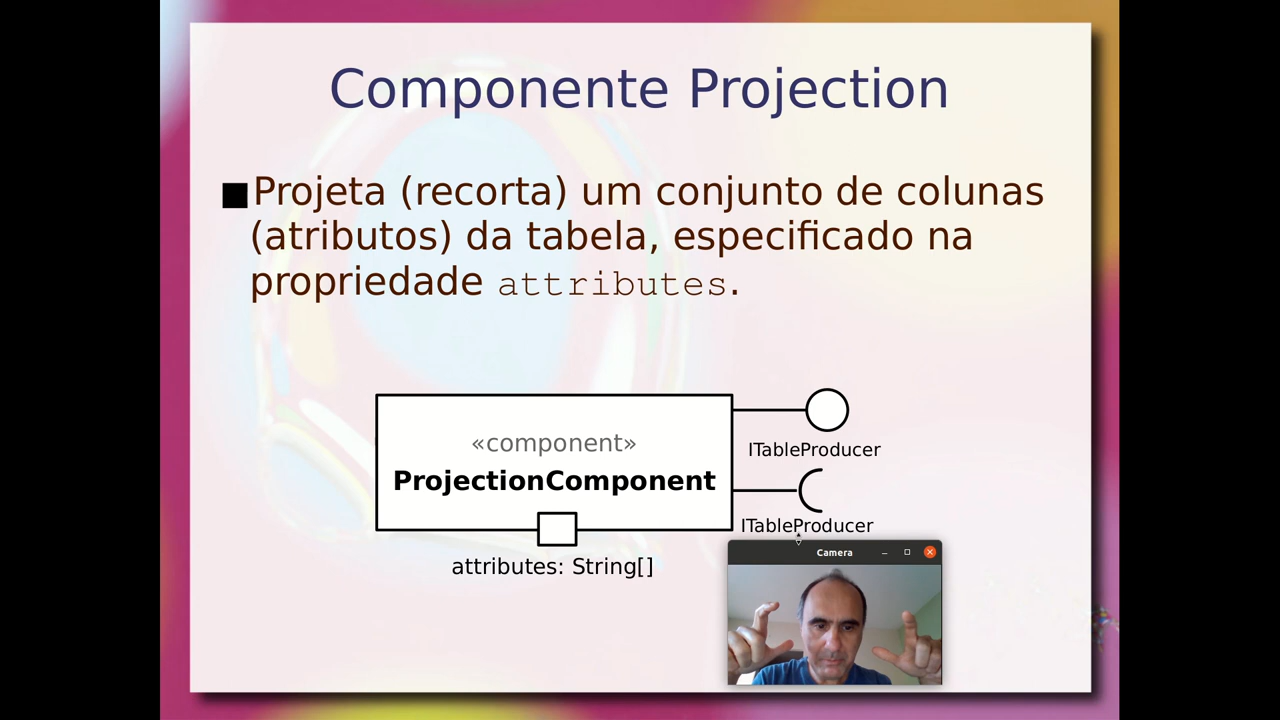 Componente Projection
Projeta (recorta) um conjunto de colunas
(atributos) da tabela, especificado na
propriedade attributes.
«component»
ProjectionComponent
ITableProducer
ITableProducer
attributes: String[]
Camera